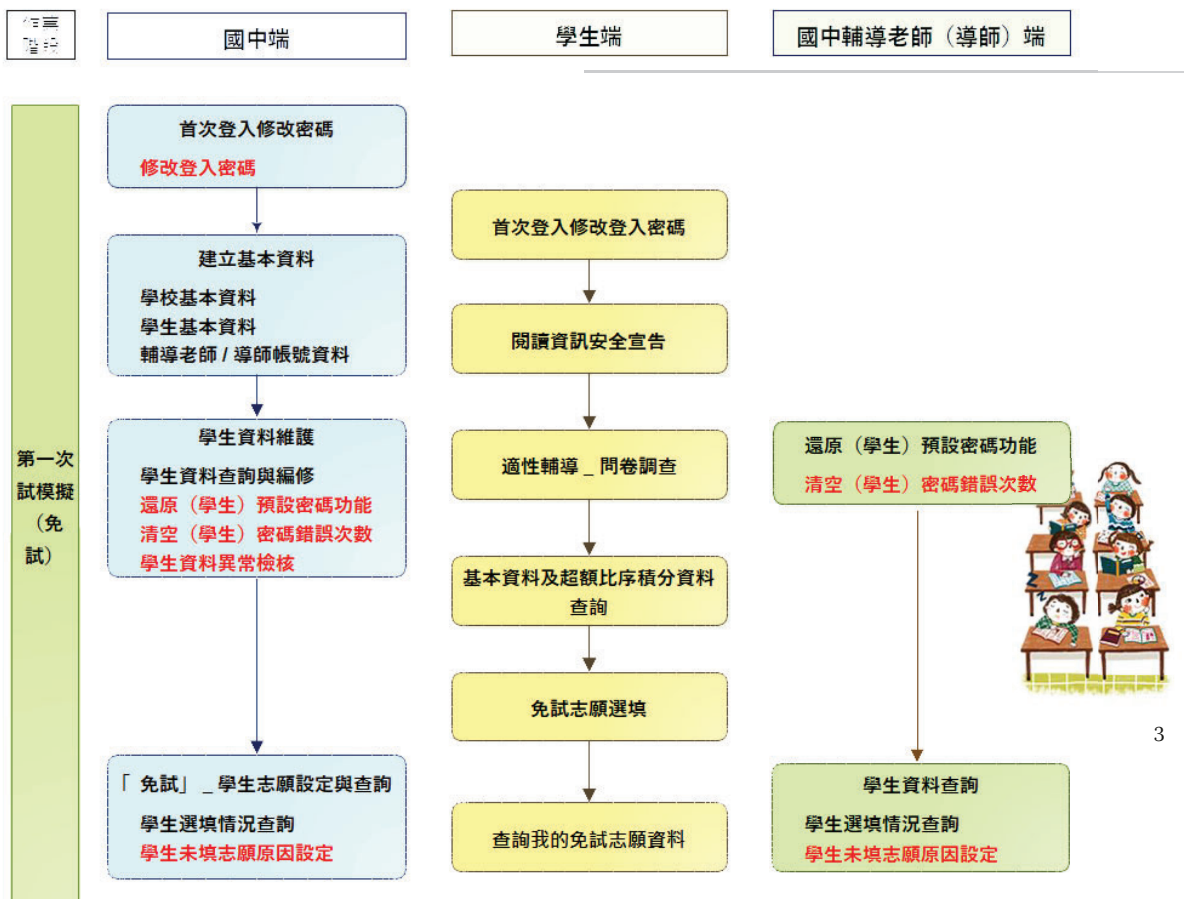 國中端
學生端
國中輔導老師（導師）端
第一次
試模擬
（免
試）
首次登入修改密碼
修改登入密碼
建立基本資料
學校基本資料
學生基本資料
輔導老師 / 導師帳號資料
學生資料維護
學生資料查詢與編修
還原（學生）預設密碼功能
清空（學生）密碼錯誤次數
學生資料異常檢核
「 免試」 _ 學生志願設定與查詢
學生選填情況查詢
學生未填志願原因設定
首次登入修改登入密碼
閱讀資訊安全宣告
適性輔導 _ 問卷調查
基本資料及超額比序積分資料
查詢
免試志願選填
查詢我的免試志願資料
還原（學生）預設密碼功能
清空（學生）密碼錯誤次數
學生資料查詢
學生選填情況查詢
學生未填志願原因設定
3